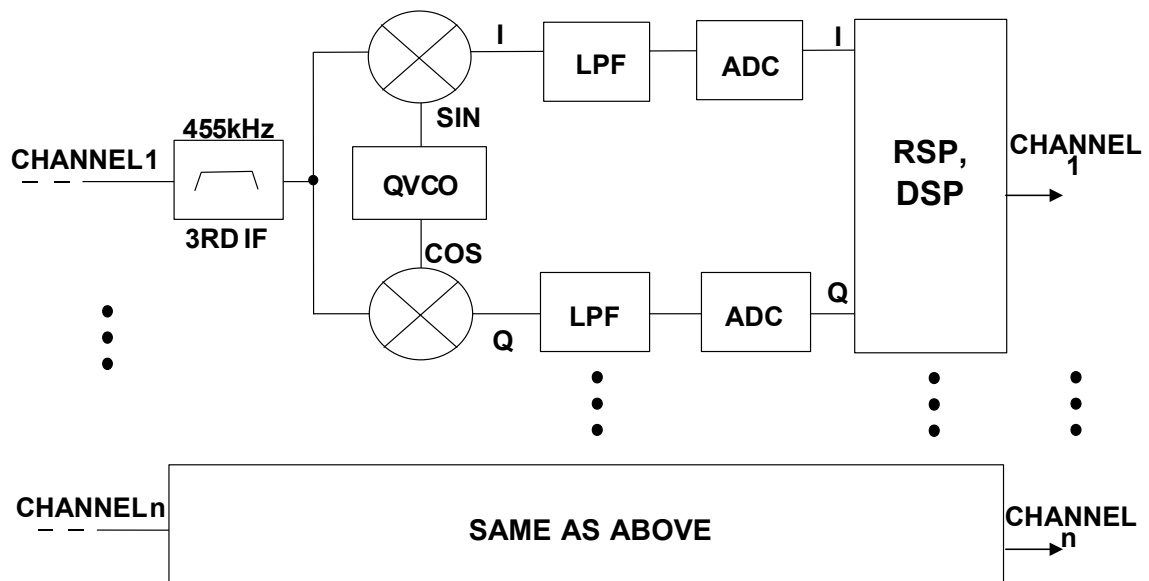 I
LPF
ADC
I
SIN
455kHz
CHANNEL1
QVCO
RSP,
DSP
CHANNEL
1
3RD IF
COS
LPF
ADC
Q
Q
CHANNELn
SAME AS ABOVE
CHANNEL
n